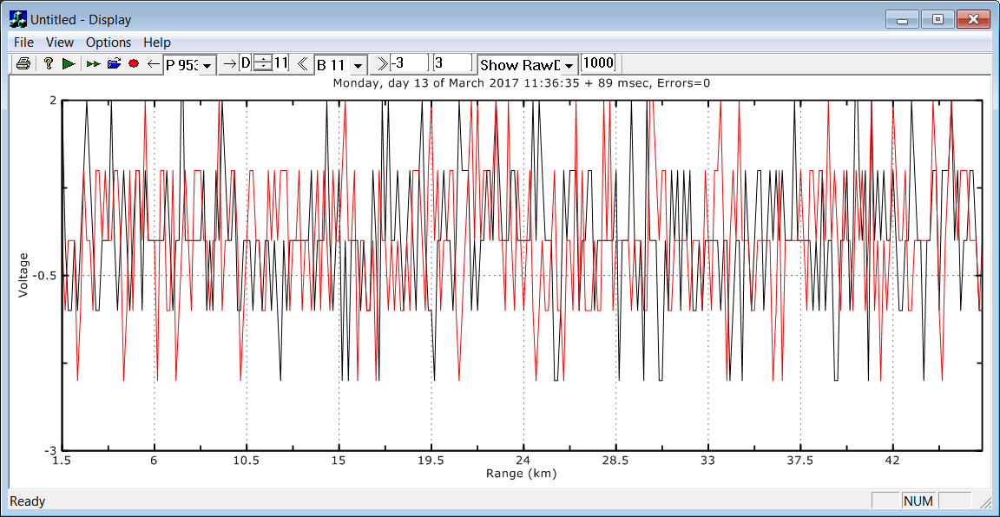 Untitled - Display
File View Options Help
P 953 D 11 B 11 -3 3 Show RawD 1000
Monday, day 13 of March 2017 11:36:35 + 89 msec, Errors=0
2
Voltage
-0.5
-3
1.5 6 10.5 15 19.5 24 28.5 33 37.5 42
Range (km)
Ready NUM